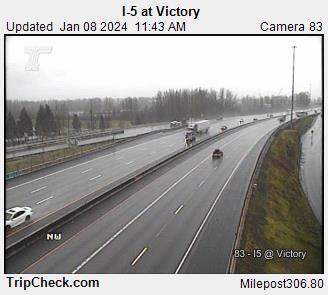 I-5 at Victory
Updated Jan 08 2024 11:43 AM Camera 83
T
NW
83 - I5 @ Victory
TripCheck.com Milepost306.80